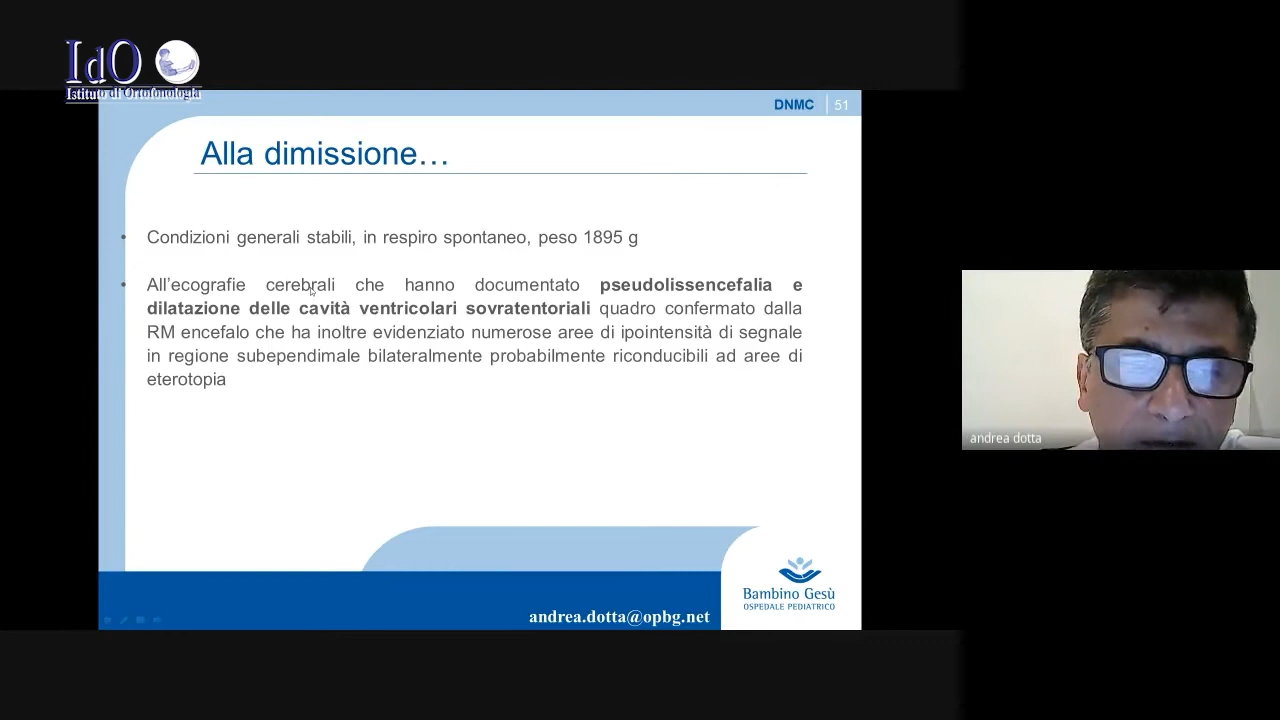 IdO
Istituto di Ortofonologia
DNMC 51
Alla dimissione…
• Condizioni generali stabili, in respiro spontaneo, peso 1895 g
• All’ecografie cerebrali che hanno documentato pseudolissencefalia e
dilatazione delle cavità ventricolari sovratentoriali quadro confermato dalla
RM encefalo che ha inoltre evidenziato numerose aree di ipointensità di segnale
in regione subependimale bilateralmente probabilmente riconducibili ad aree di
eterotopia
andrea dotta
Bambino Gesù
OSPEDALE PEDIATRICO
andrea.dotta@opbg.net